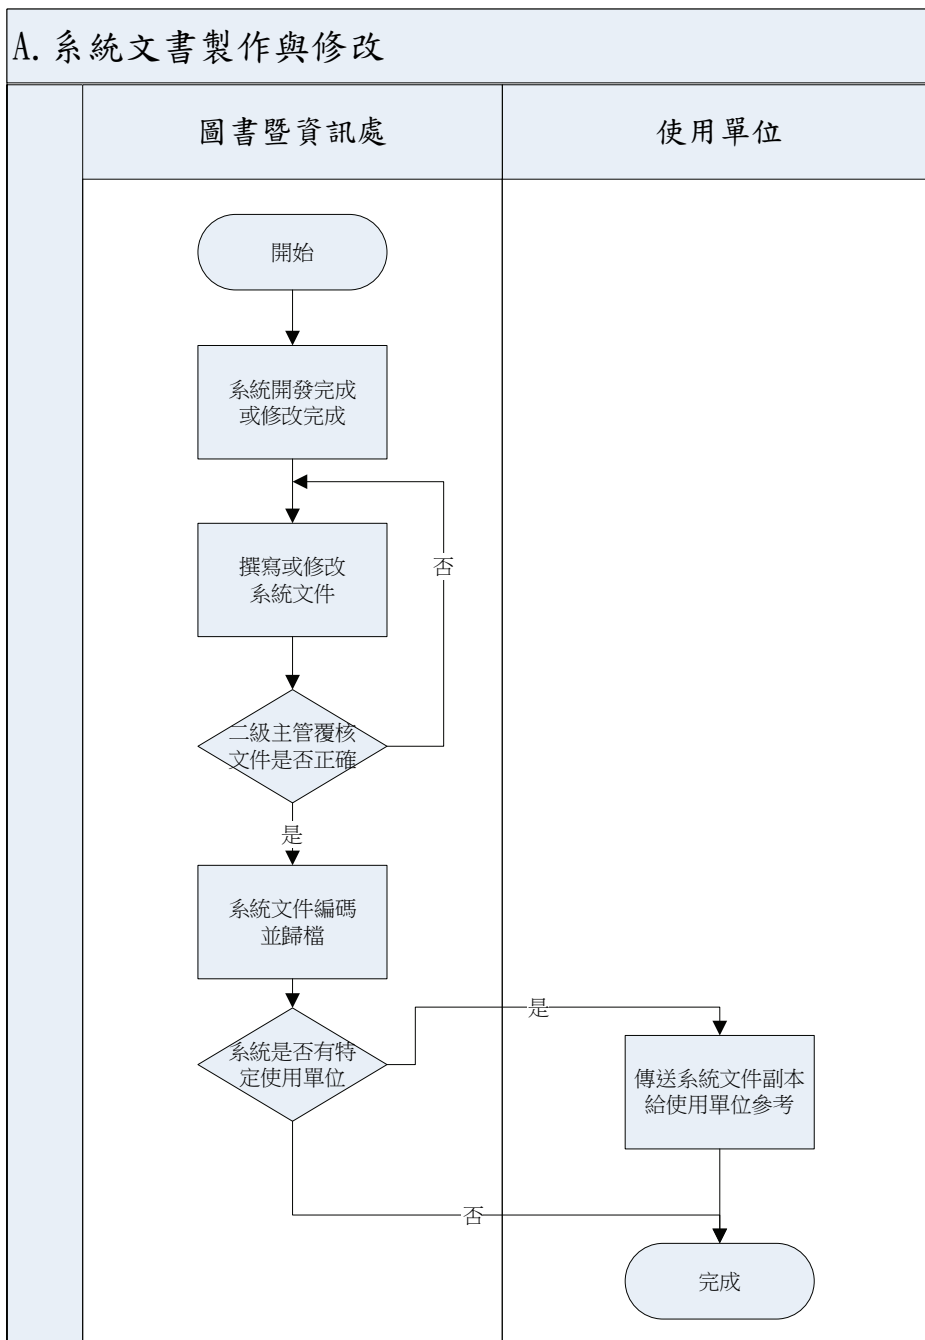 A. 系統文書製作與修改
圖書暨資訊處
使用單位
開始
系統開發完成
或修改完成
撰寫或修改
系統文件
否
二級主管覆核
文件是否正確
是
系統文件編碼
並歸檔
系統是否有特
定使用單位
是
傳送系統文件副本
給使用單位參考
否
完成